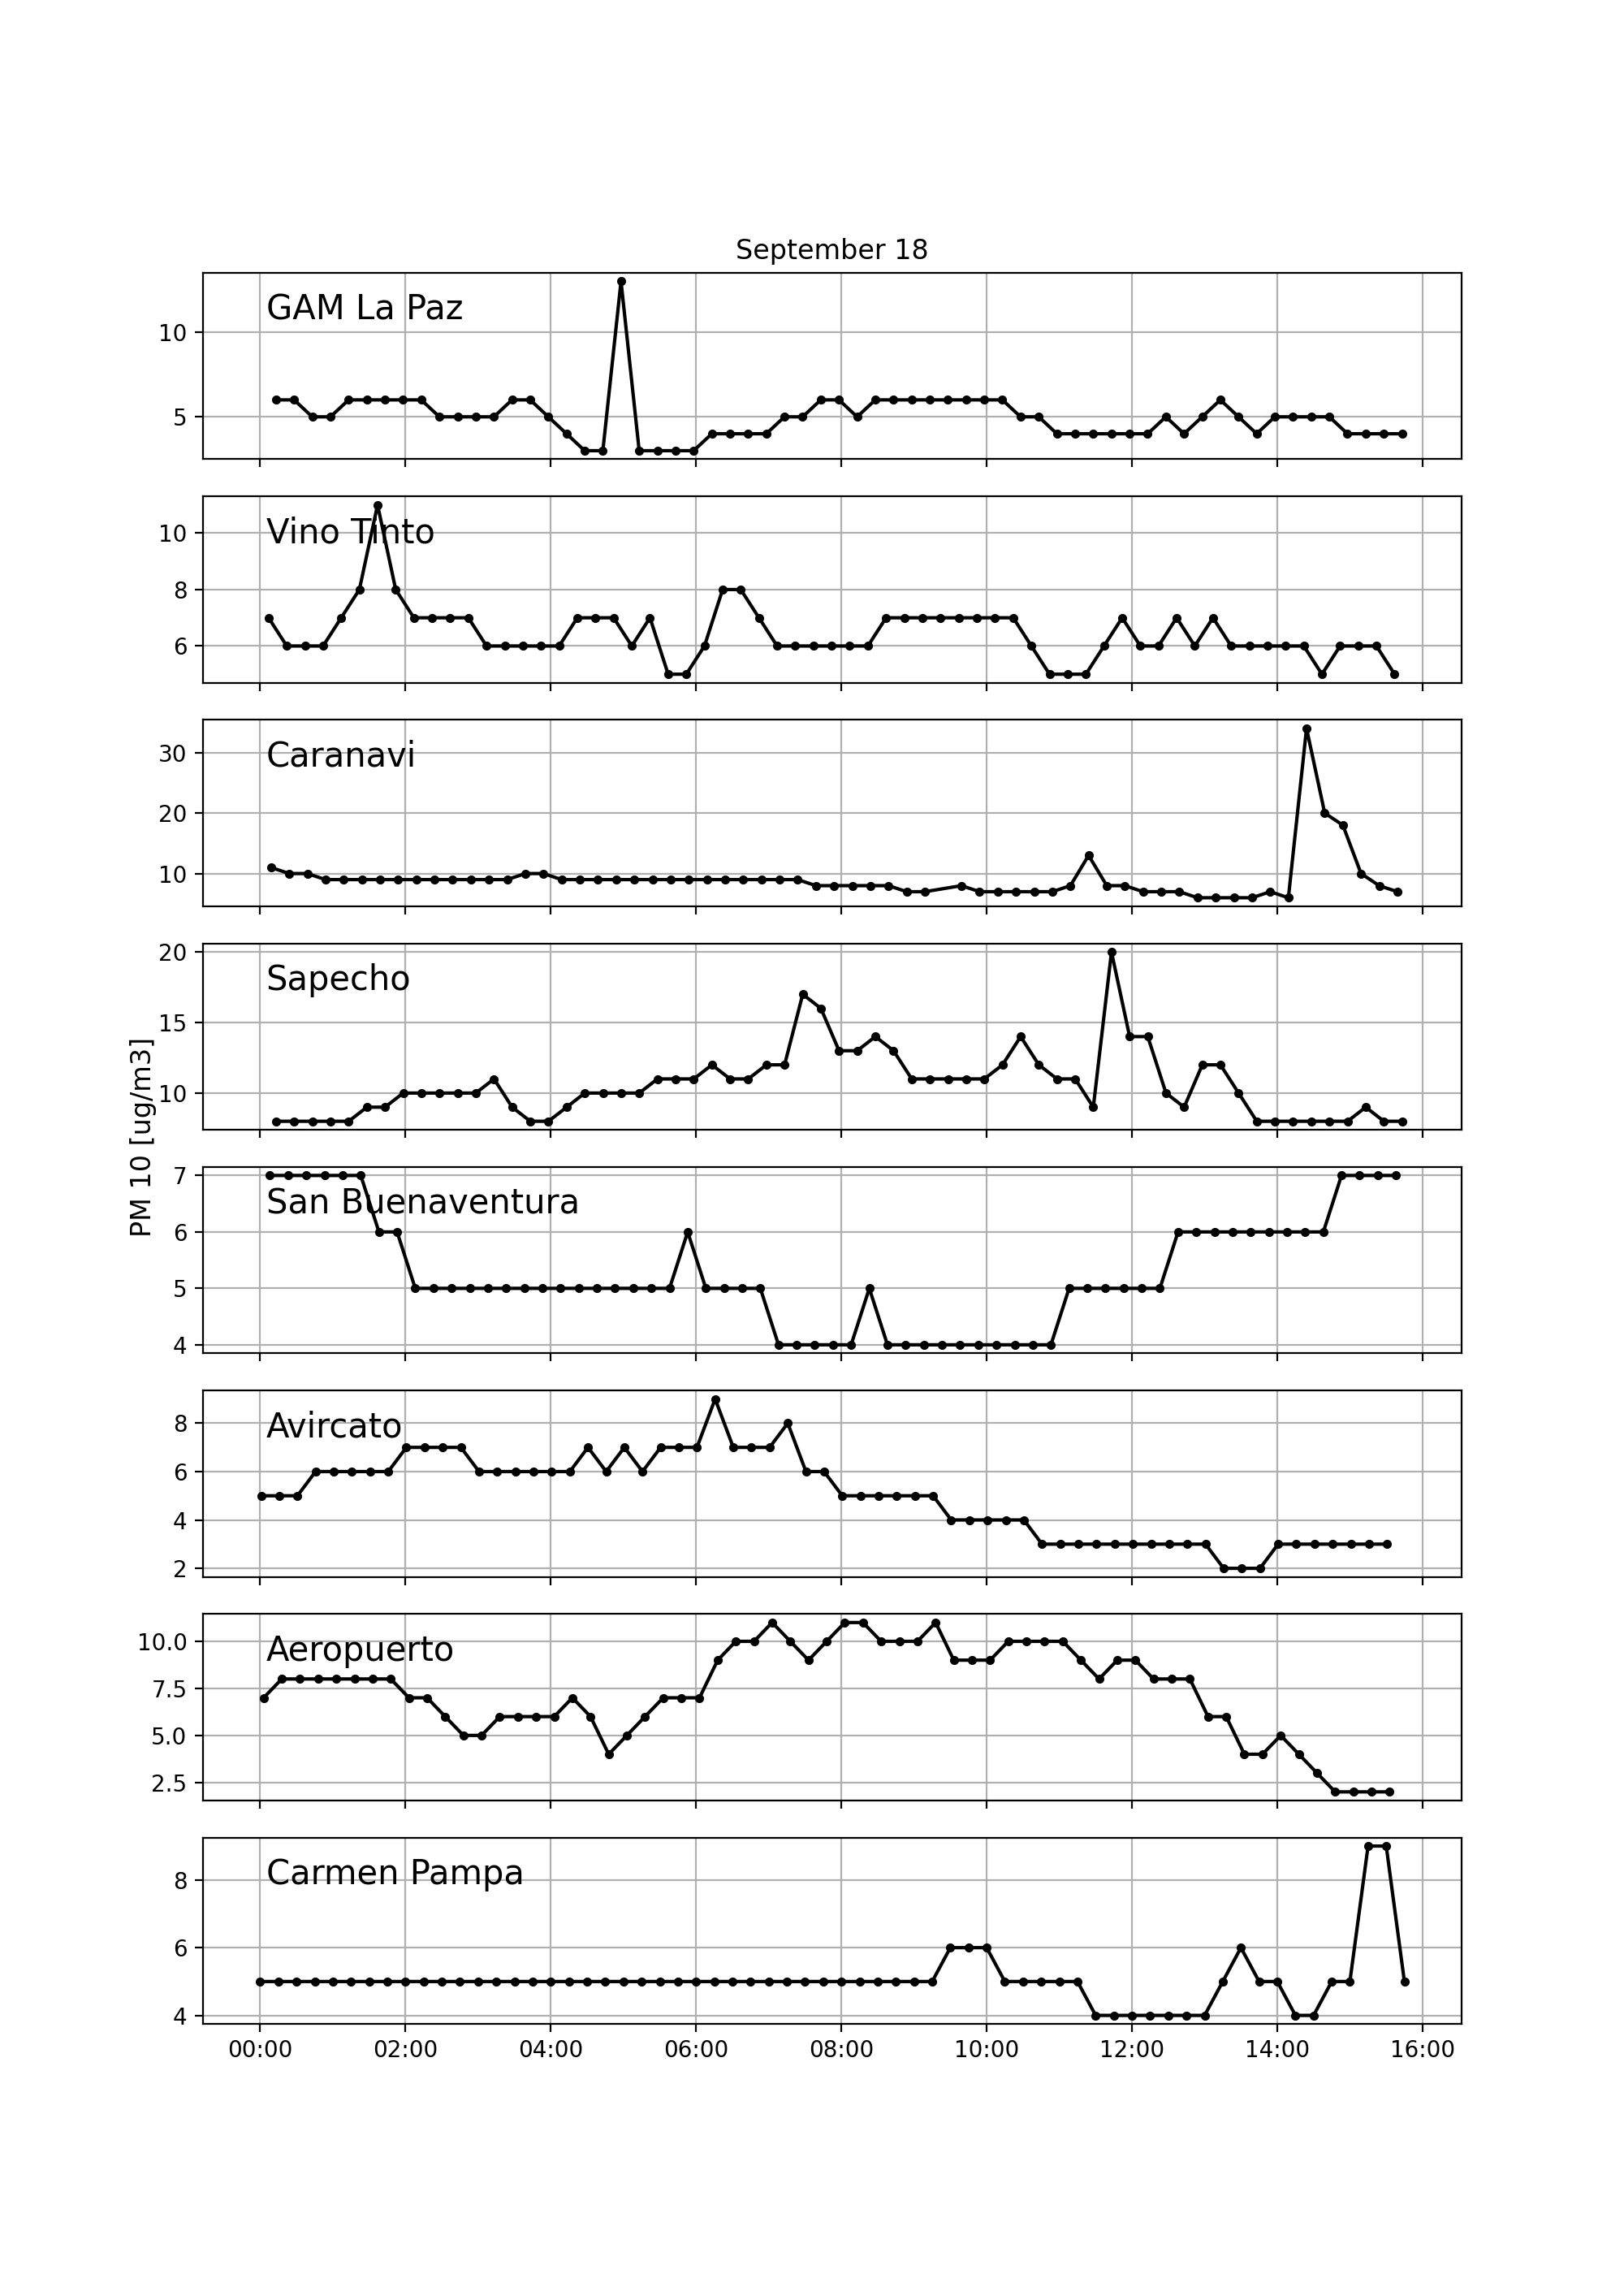 September 18
GAM La Paz
10
5
Vino Tinto
10
8
6
Caranavi
30
20
10
PM 10 [ug/m3]
Sapecho
20
15
10
San Buenaventura
7
6
5
4
Avircato
8
6
4
2
Aeropuerto
10.0
7.5
5.0
2.5
Carmen Pampa
8
6
4
00:00 02:00 04:00 06:00 08:00 10:00 12:00 14:00 16:00